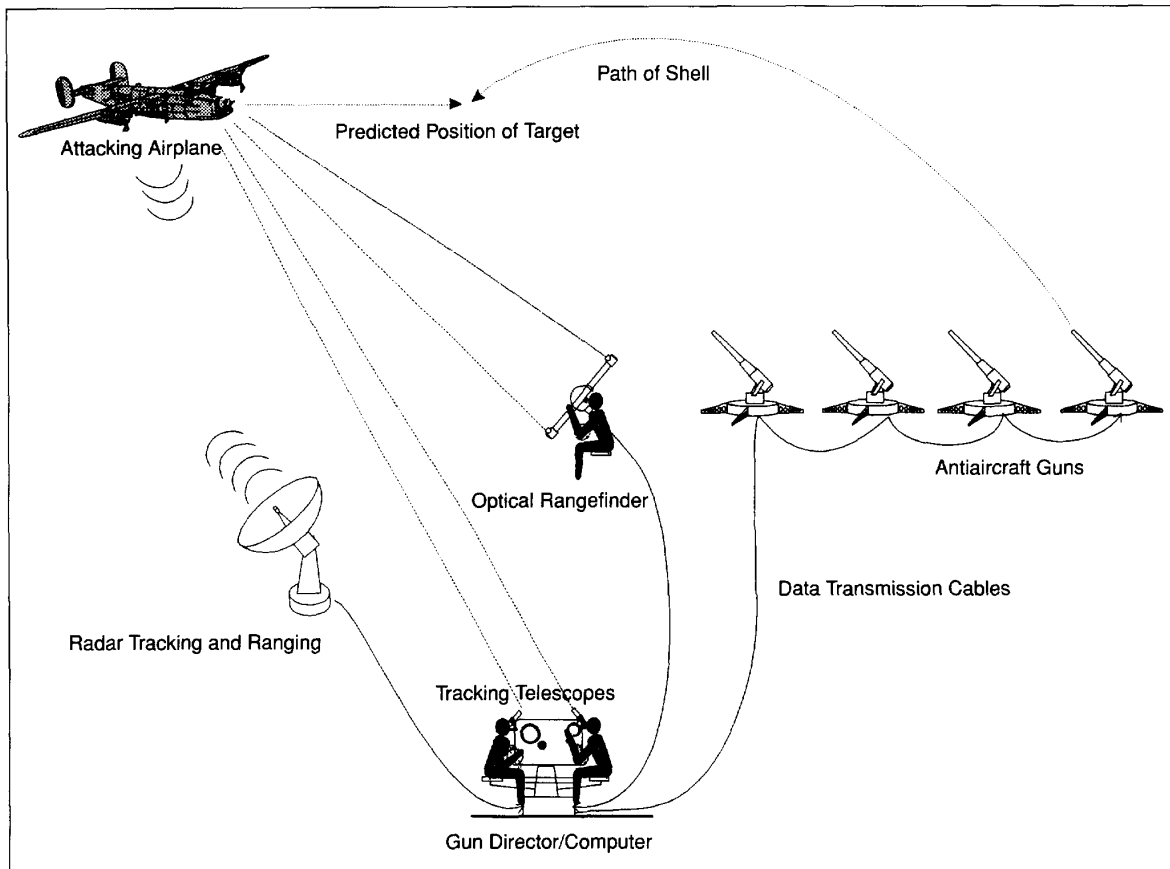 Path of Shell
Predicted Position of Target
Attacking Airplane
Antiaircraft Guns
Optical Rangefinder
Data Transmission Cables
Radar Tracking and Ranging
Tracking Telescopes
Gun Director/Computer